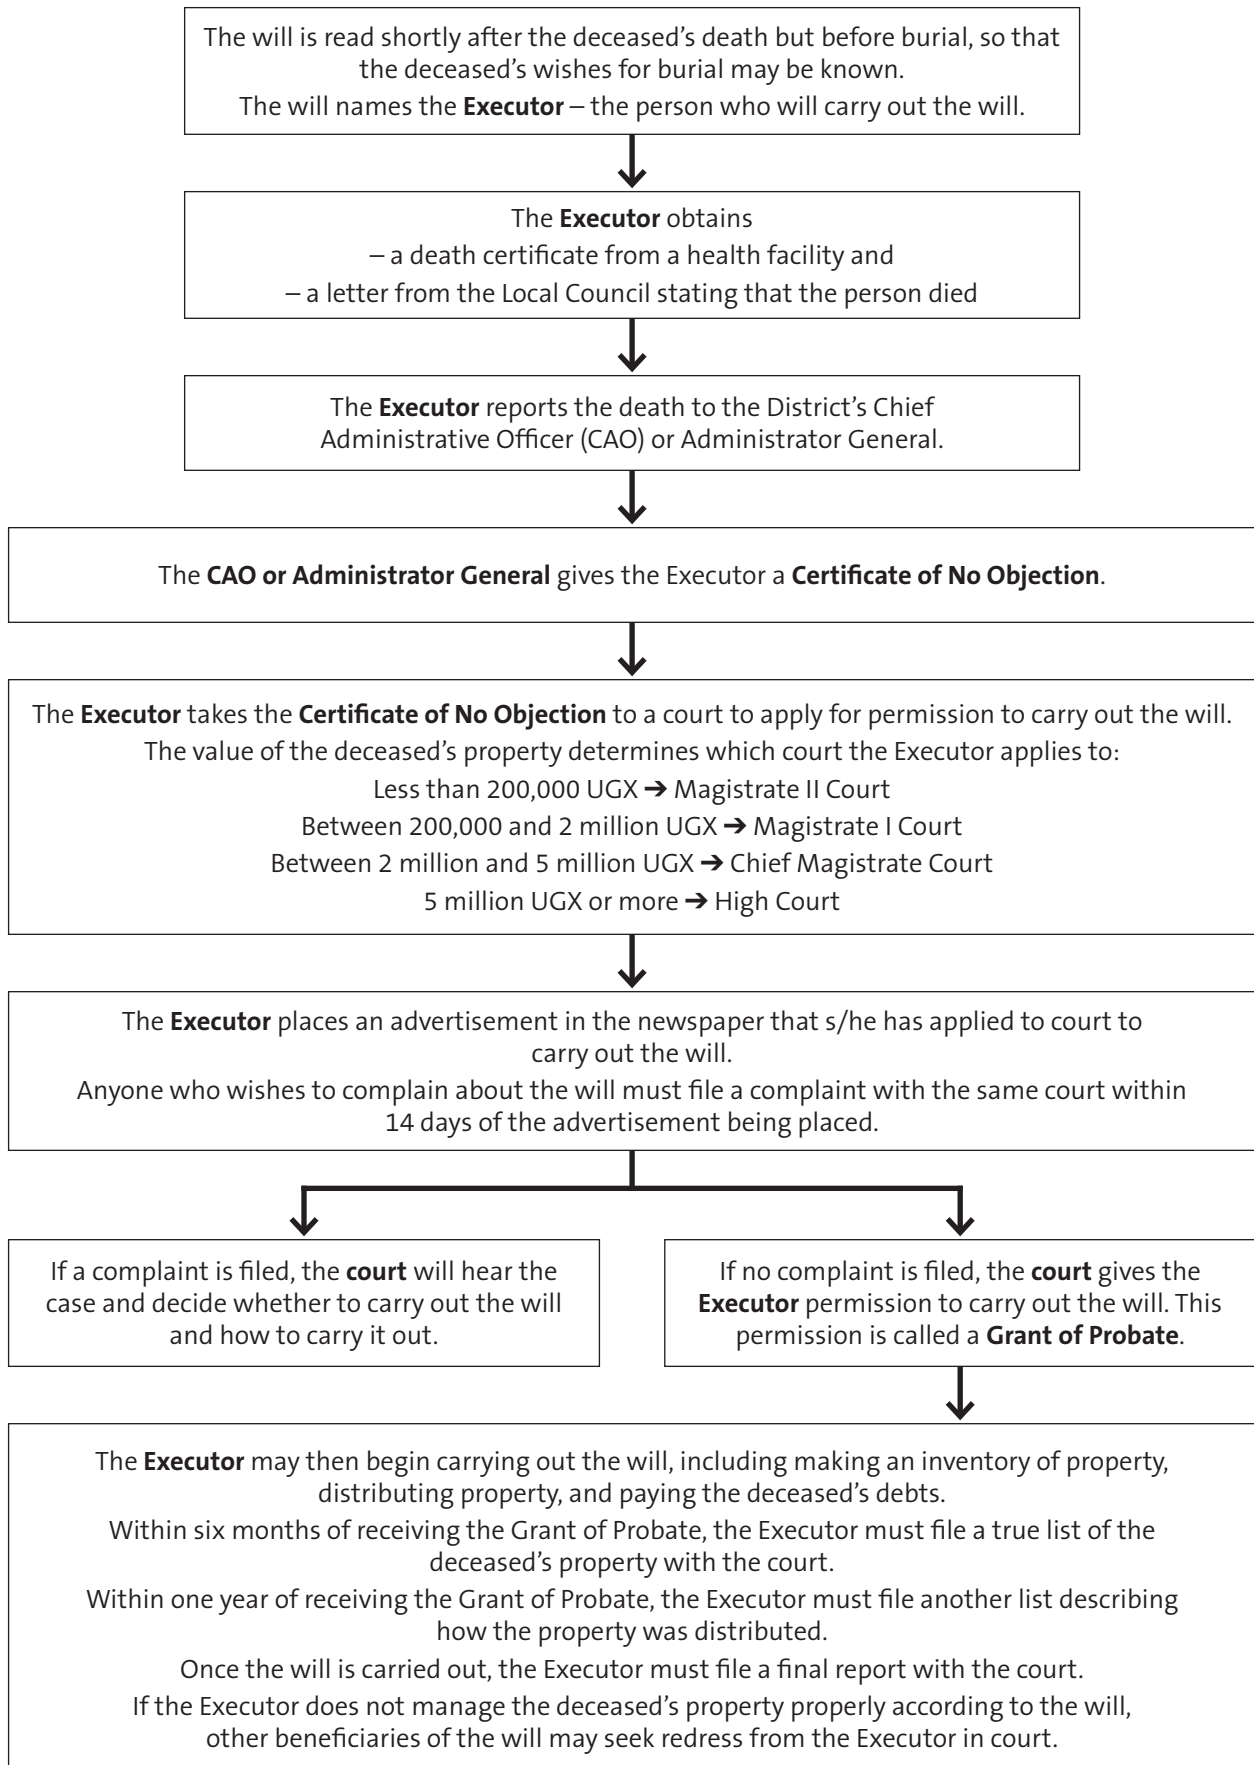 The will is read shortly after the deceased’s death but before burial, so that
the deceased’s wishes for burial may be known.
The will names the Executor – the person who will carry out the will.
The Executor obtains
– a death certificate from a health facility and
– a letter from the Local Council stating that the person died
The Executor reports the death to the District’s Chief
Administrative Officer (CAO) or Administrator General.
The CAO or Administrator General gives the Executor a Certificate of No Objection.
The Executor takes the Certificate of No Objection to a court to apply for permission to carry out the will.
The value of the deceased’s property determines which court the Executor applies to:
Less than 200,000 UGX ➔ Magistrate II Court
Between 200,000 and 2 million UGX ➔ Magistrate I Court
Between 2 million and 5 million UGX ➔ Chief Magistrate Court
5 million UGX or more ➔ High Court
The Executor places an advertisement in the newspaper that s/he has applied to court to
carry out the will.
Anyone who wishes to complain about the will must file a complaint with the same court within
14 days of the advertisement being placed.
If a complaint is filed, the court will hear the
case and decide whether to carry out the will
and how to carry it out.
If no complaint is filed, the court gives the
Executor permission to carry out the will. This
permission is called a Grant of Probate.
The Executor may then begin carrying out the will, including making an inventory of property,
distributing property, and paying the deceased’s debts.
Within six months of receiving the Grant of Probate, the Executor must file a true list of the
deceased’s property with the court.
Within one year of receiving the Grant of Probate, the Executor must file another list describing
how the property was distributed.
Once the will is carried out, the Executor must file a final report with the court.
If the Executor does not manage the deceased’s property properly according to the will,
other beneficiaries of the will may seek redress from the Executor in court.